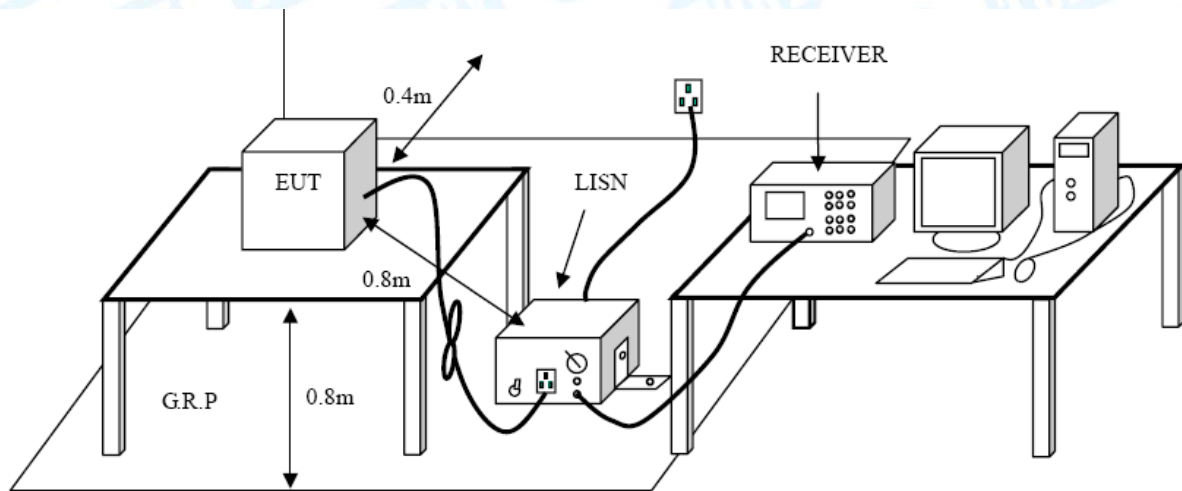 RECEIVER
0.4m
EUT
LISN
0.8m
G.R.P
0.8m